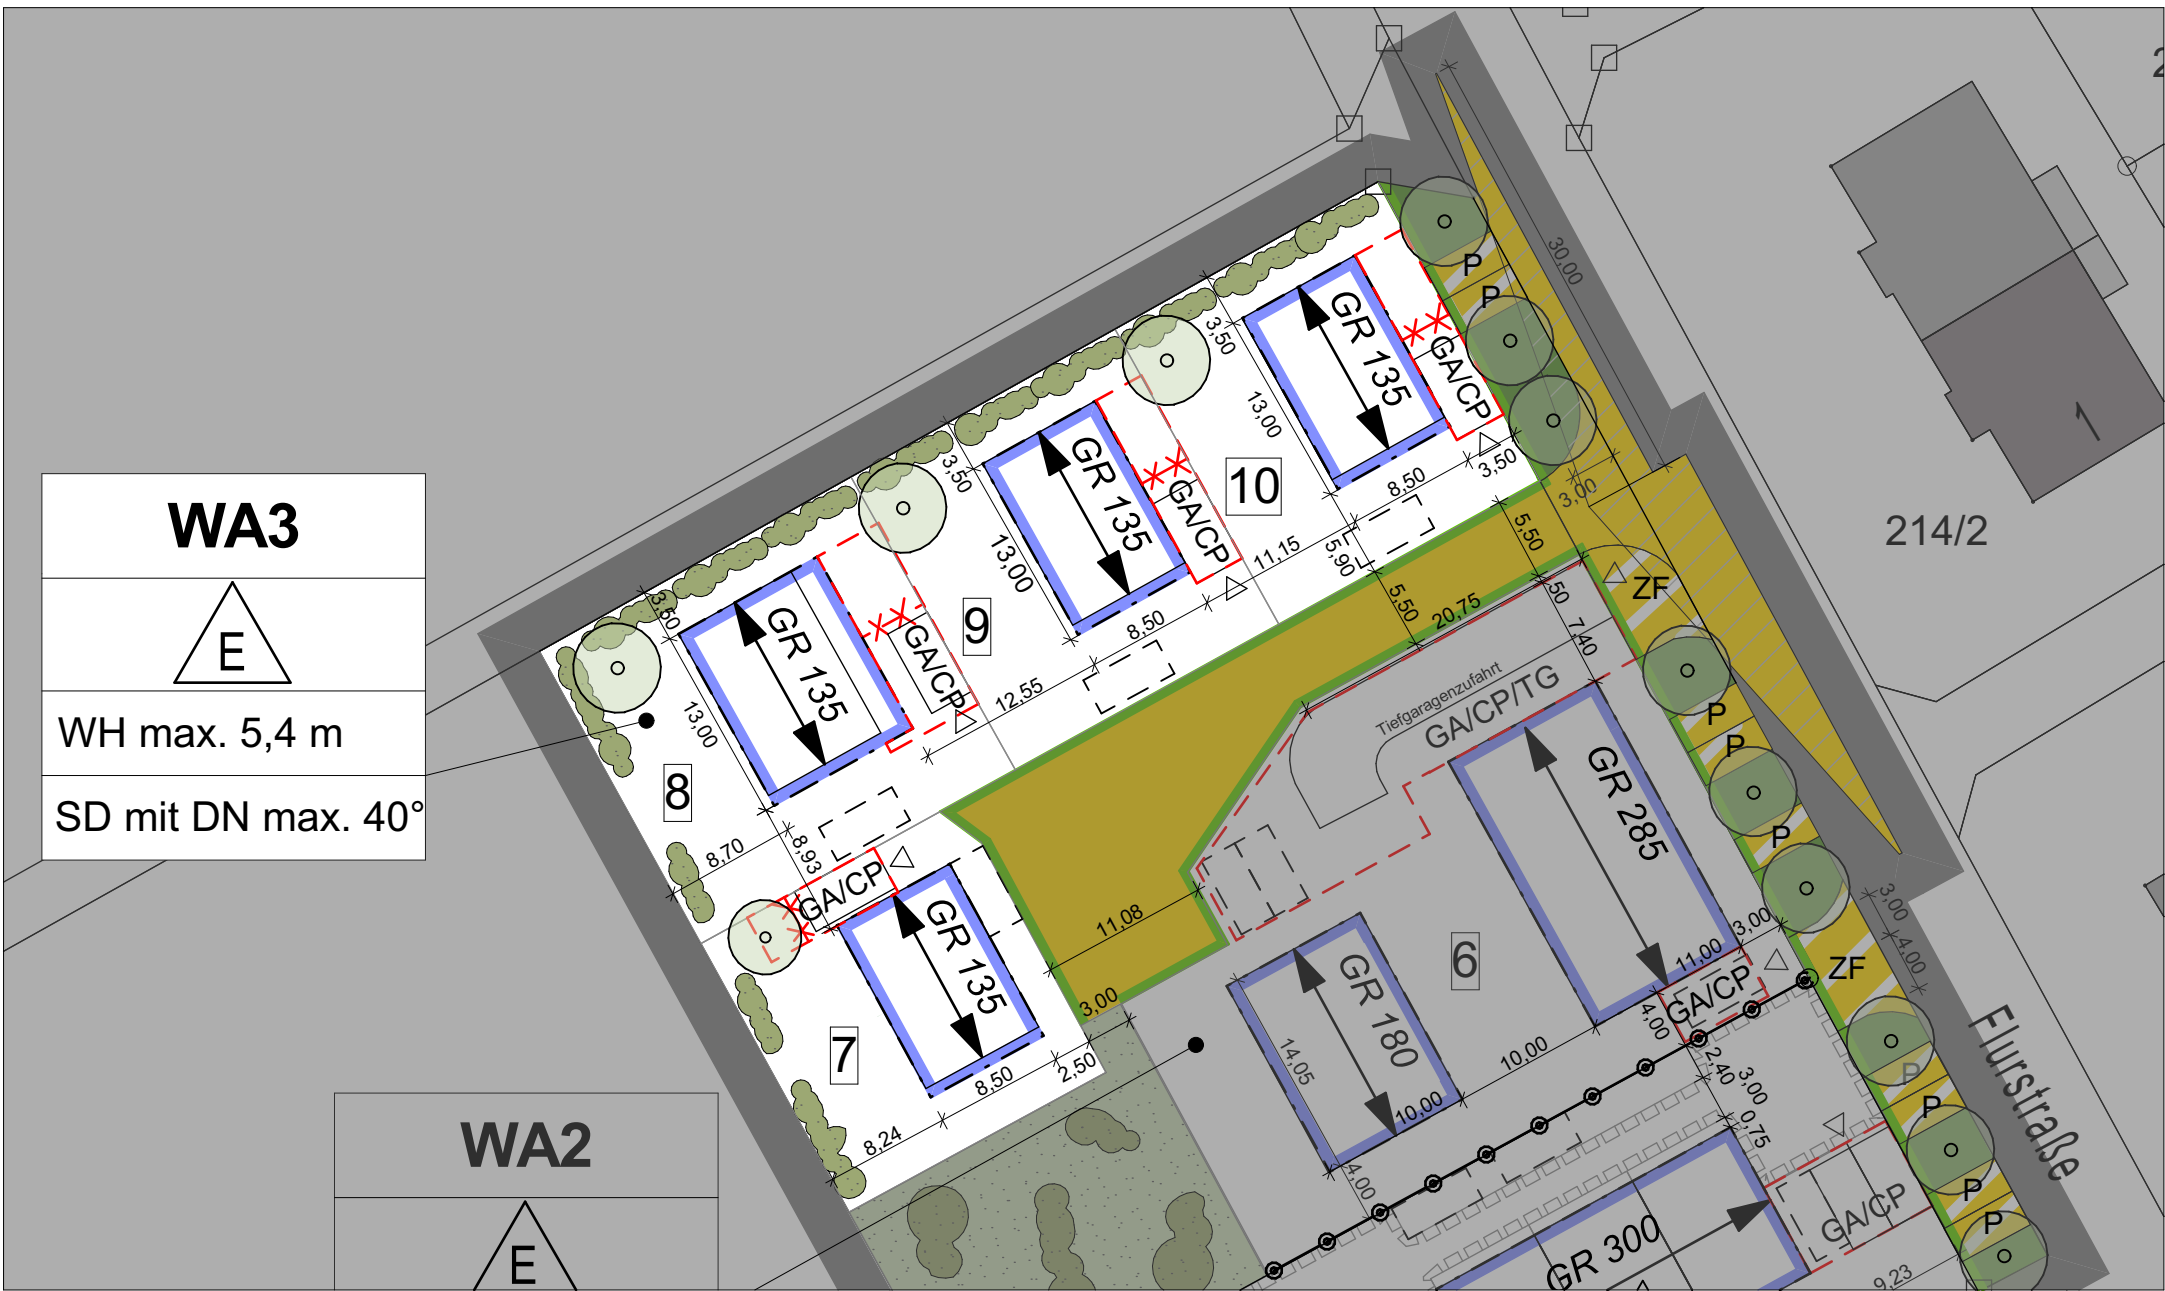 WA3
E
WH max. 5,4 m
SD mit DN max. 40°
WA2
E
30,00
P
P
3,50
GR 135
GA/CP
13,00
10
8,50
3,50
3,00
3,50
GR 135
GA/CP
13,00
11,15
5,90
5,50
5,50
20,75
50
7,40
ZF
214/2
1
9
8,50
3,50
GR 135
GA/CP
13,00
12,55
8
8,70
8,93
GA/CP
GR 135
7
8,50
2,50
3,00
8,24
11,08
Tiefgaragenzufahrt
GA/CP/TG
GR 285
P
P
P
6
GR 180
14,05
10,00
10,00
11,00
3,00
GA/CP
4,00
2,40
3,00
0,75
4,00
ZF
3,00
4,00
P
P
P
P
Flurstraße
GR 300
GA/CP
9,23